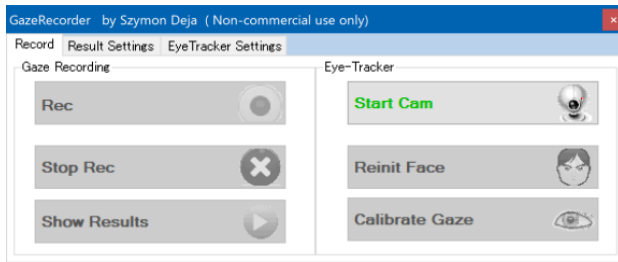 GazeRecorder by Szymon Deja ( Non-commercial use only)
Record Result Settings EyeTracker Settings
Gaze Recording
Rec
Stop Rec
Show Results
Eye-Tracker
Start Cam
Reinit Face
Calibrate Gaze